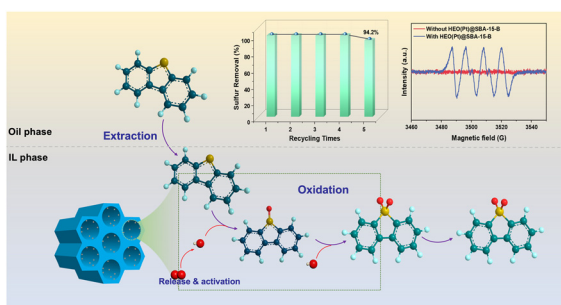 94.2%
100
80
60
40
20
0
Sulfur Removal (%)
1 2 3 4 5
Recycling Times
Without HEO(Pt)@SBA-15-B
With HEO(Pt)@SBA-15-B
Intensity (a.u.)
3460 3480 3500 3520 3540
Magnetic field (G)
Oil phase
Extraction
IL phase
Oxidation
Release & activation